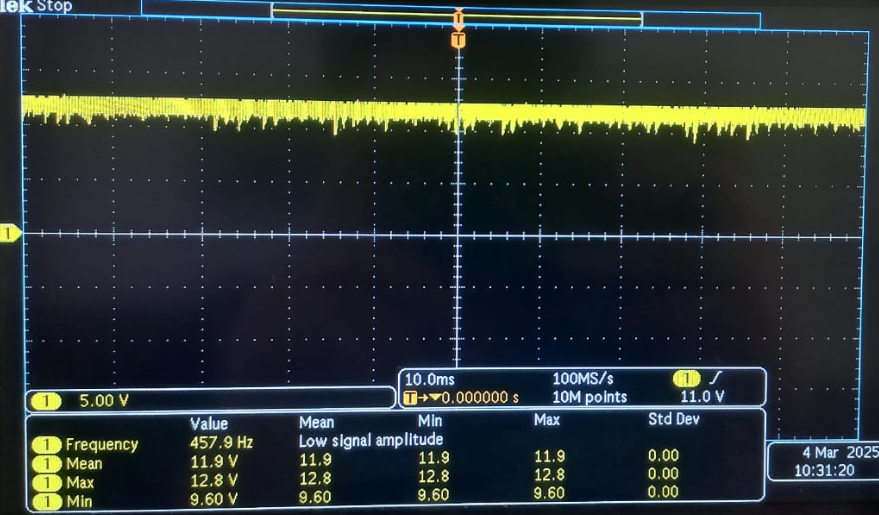 Tek Stop
T
T
1
1 5.00 V
10.0ms 100MS/s 1
T→▼0.000000 s 10M points 11.0 V
Value Mean Min Max Std Dev
1 Frequency 457.9 Hz Low signal amplitude
1 Mean 11.9 V 11.9 11.9 11.9 0.00
1 Max 12.8 V 12.8 12.8 12.8 0.00
1 Min 9.60 V 9.60 9.60 9.60 0.00
4 Mar 2025
10:31:20